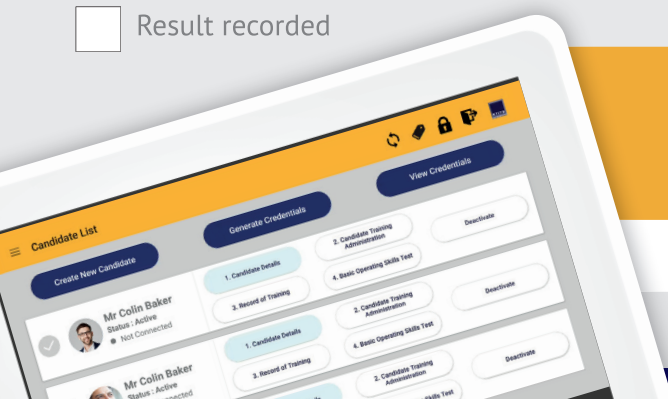 Result recorded
Candidate List
Create New Candidate
Generate Credentials
View Credentials
Mr Colin Baker
Status : Active
Not Connected
1. Candidate Details
2. Candidate Training
Administration
Deactivate
3. Record of Training
4. Basic Operating Skills Test
Mr Colin Baker
Status : Active
1. Candidate Details
2. Candidate Training
Administration
Deactivate
3. Record of Training
4. Basic Operating Skills Test
2. Candidate Training
Administration
Deactivate
Skills Test